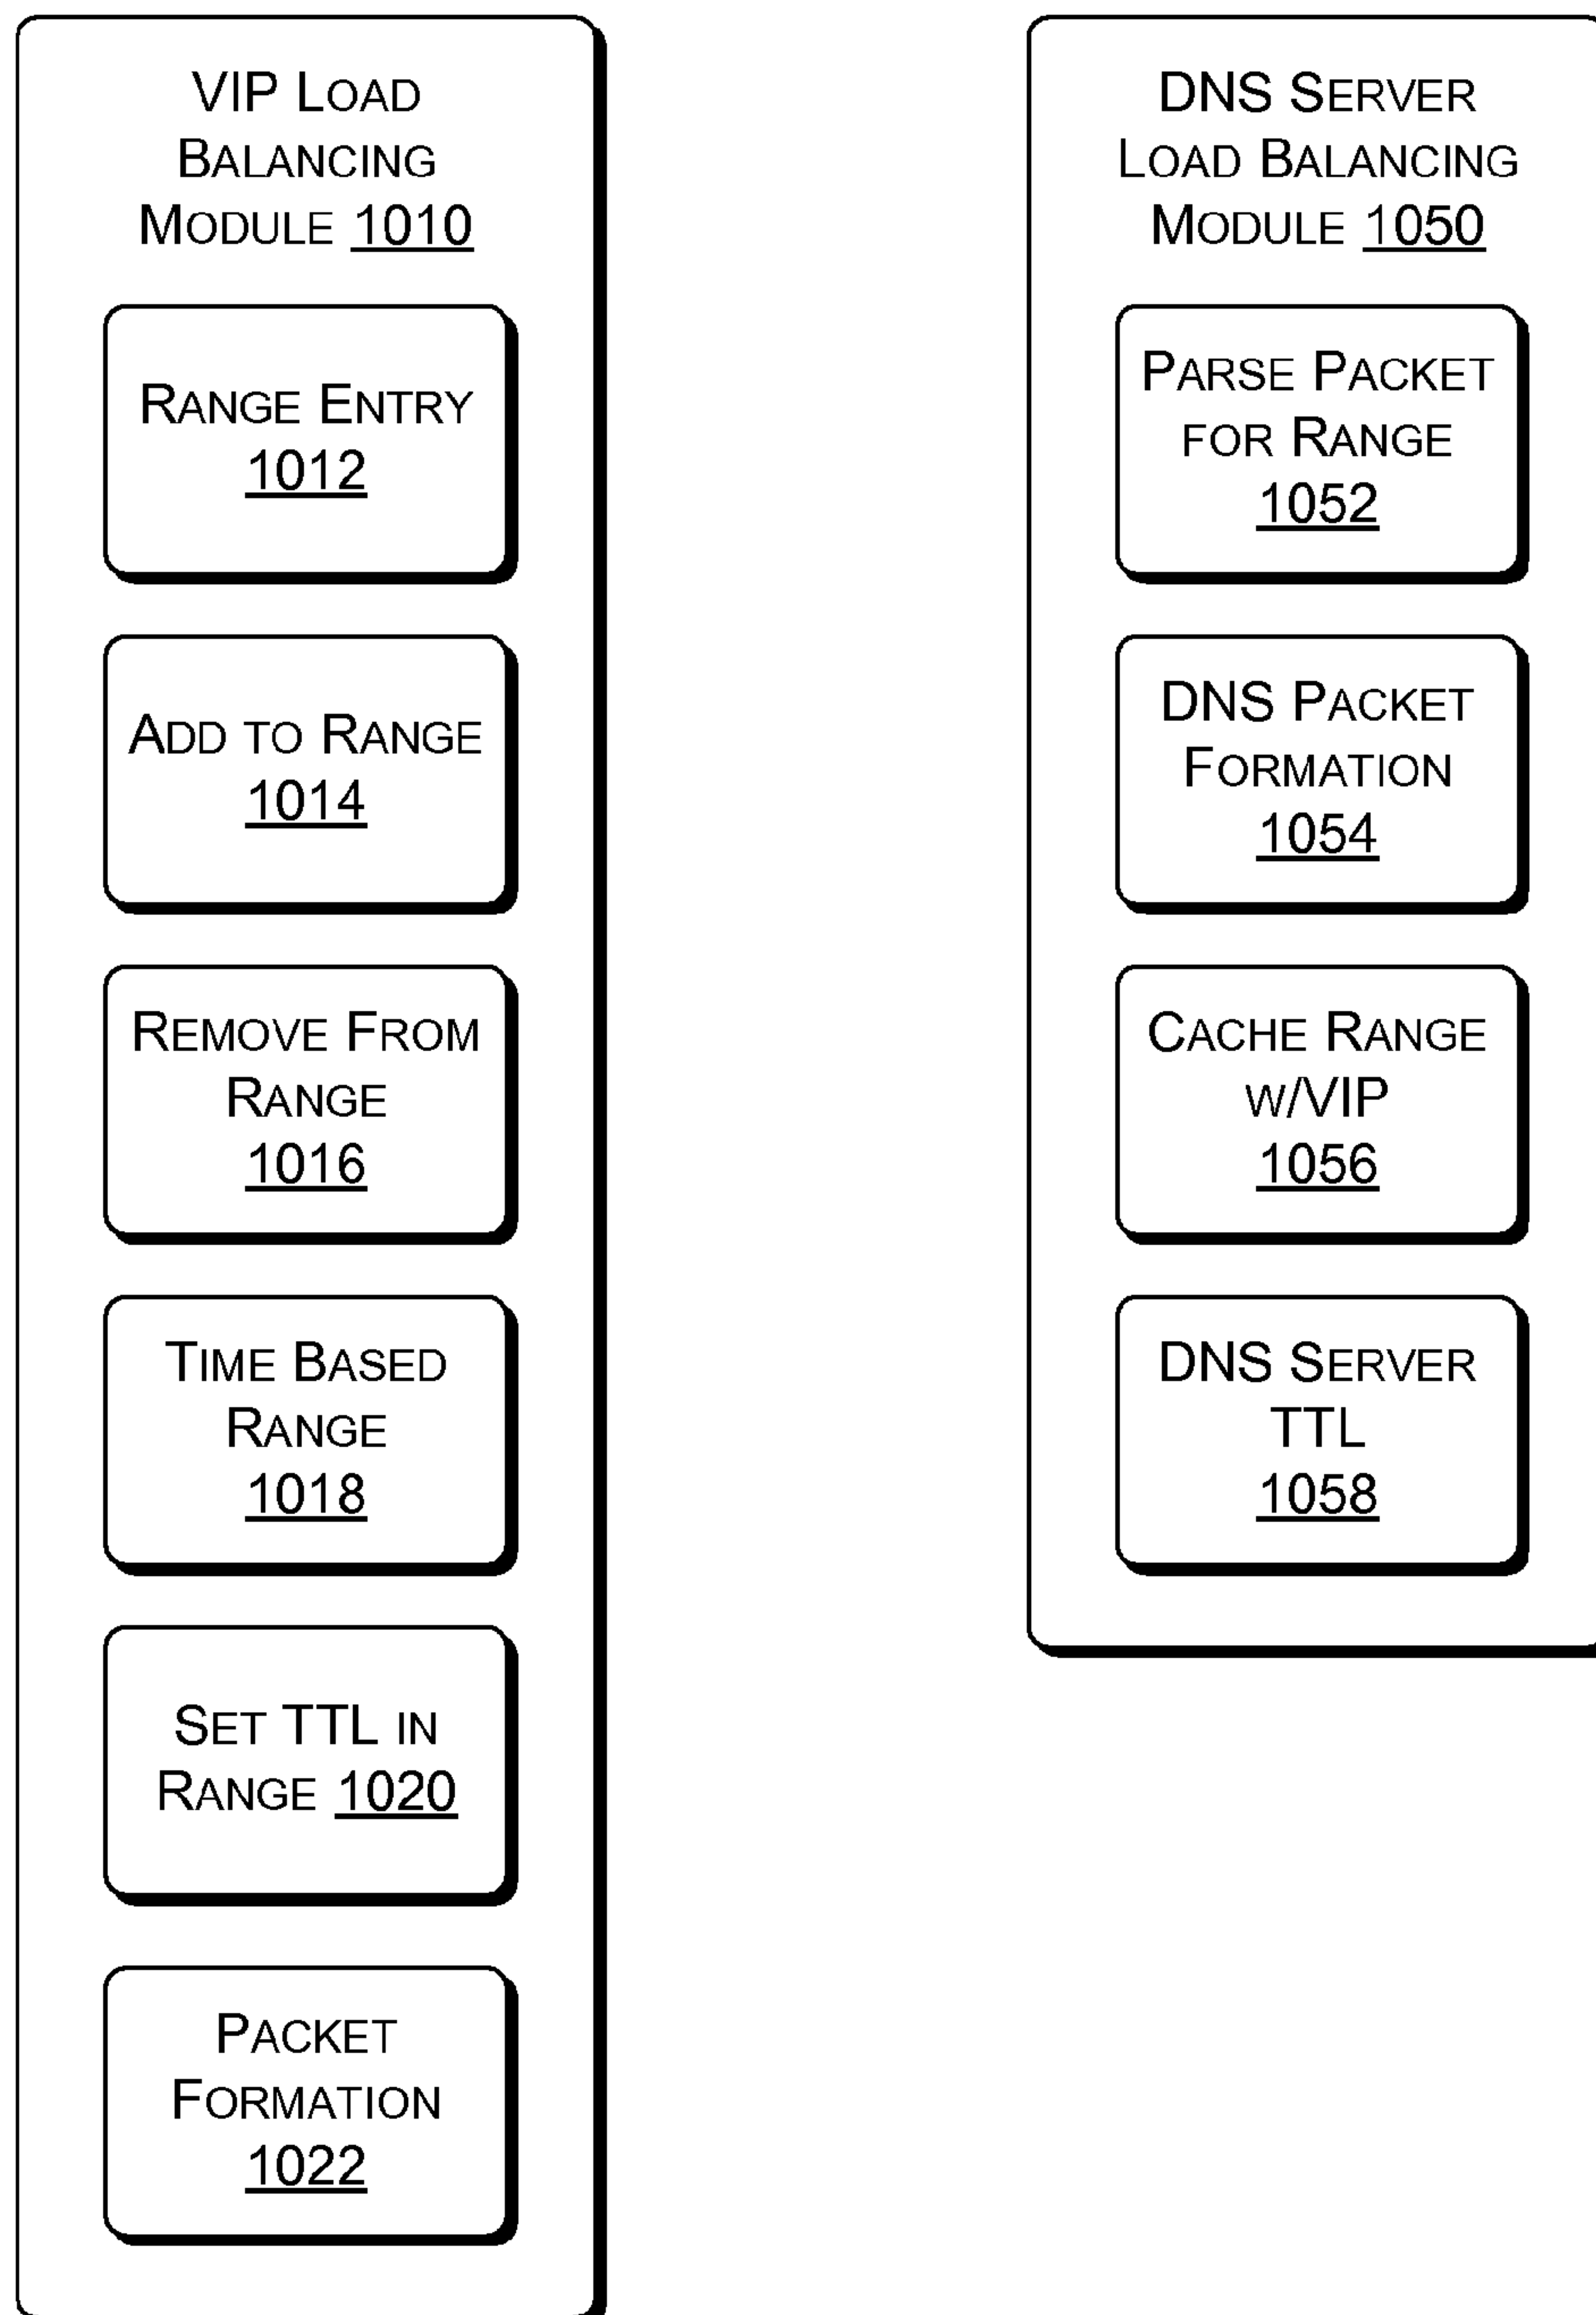 VIP LOAD
BALANCING
MODULE 1010
RANGE ENTRY
1012
ADD TO RANGE
1014
REMOVE FROM
RANGE
1016
TIME BASED
RANGE
1018
SET TTL IN
RANGE 1020
PACKET
FORMATION
1022
DNS SERVER
LOAD BALANCING
MODULE 1050
PARSE PACKET
FOR RANGE
1052
DNS PACKET
FORMATION
1054
CACHE RANGE
W/VIP
1056
DNS SERVER
TTL
1058